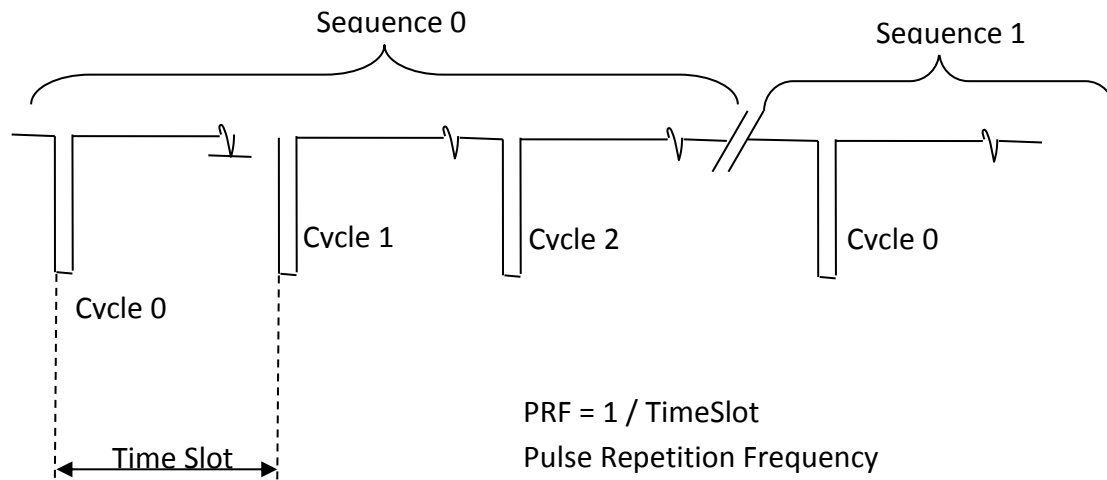 Sequence 0
Sequence 1
Cycle 1
Cycle 2
Cycle 0
Cycle 0
PRF = 1 / TimeSlot
Time Slot
Pulse Repetition Frequency